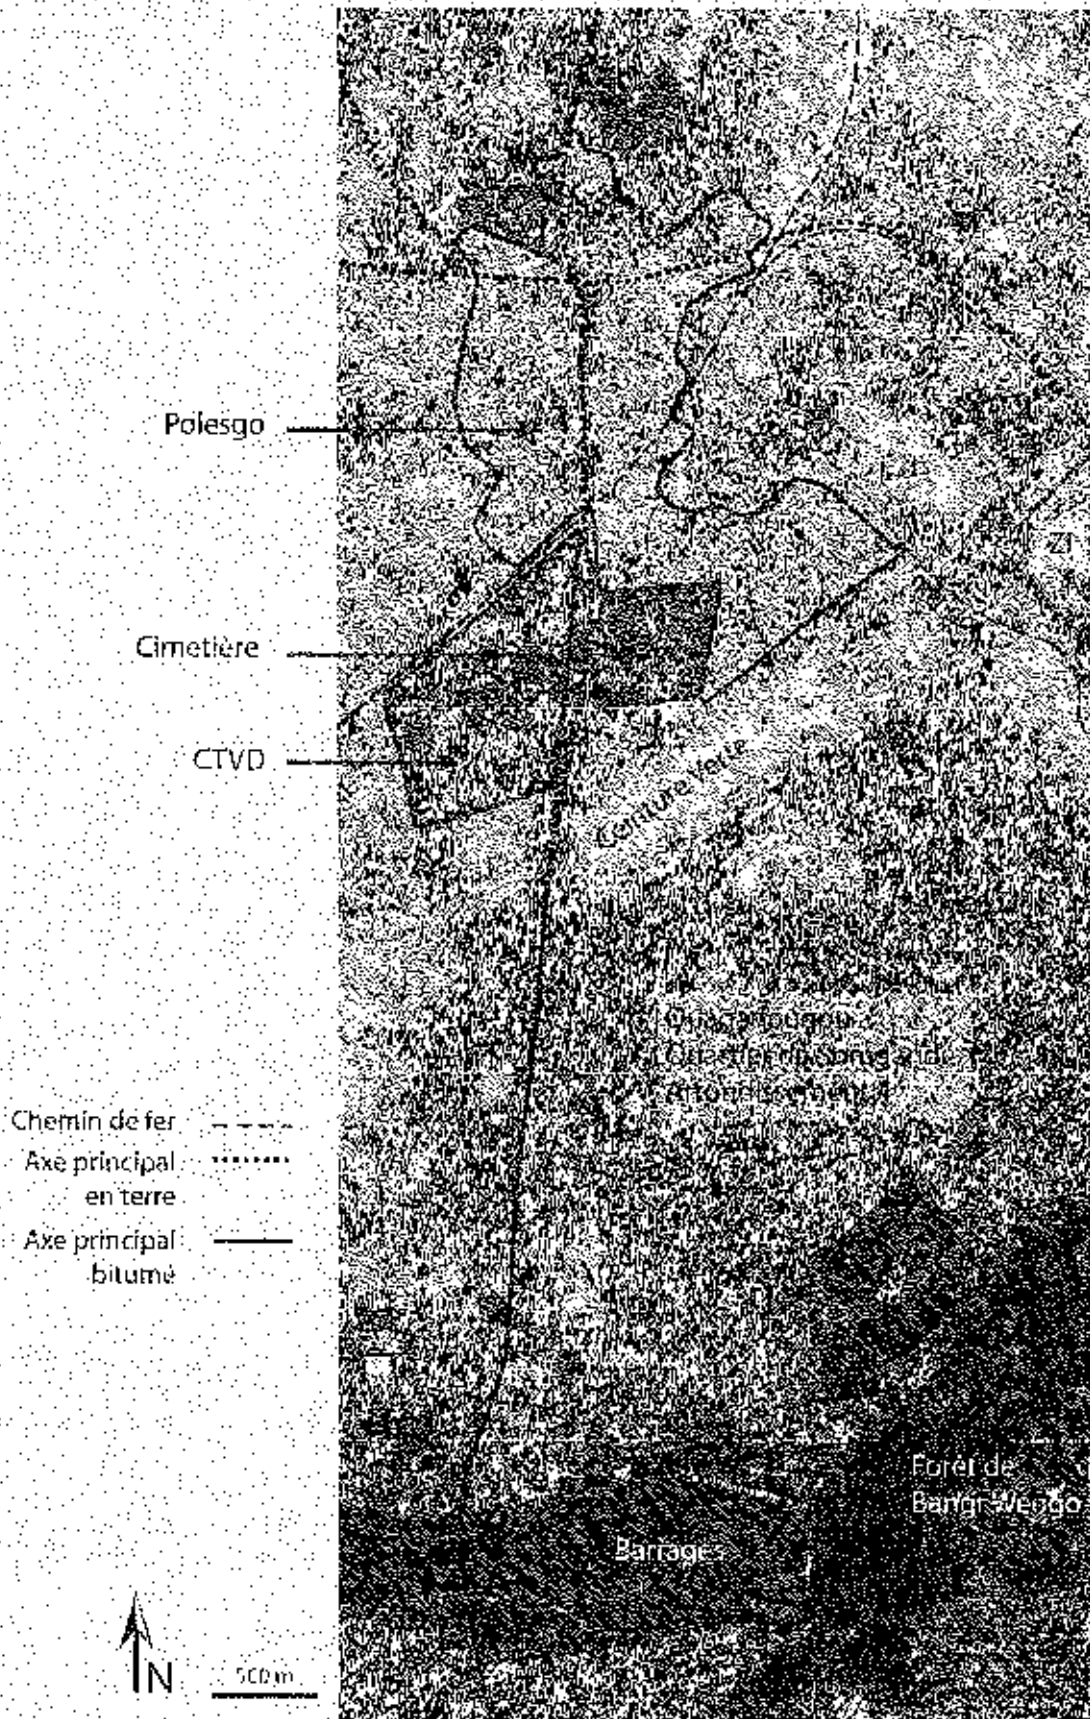 Polesgo
ZI
Cimetière
CTVD
Ceinture verte
Ouagadougou
Chemin de fer
Axe principal
en terre
Axe principal
bitumé
Forêt de
Bangr Weogo
Barrages
N
500 m